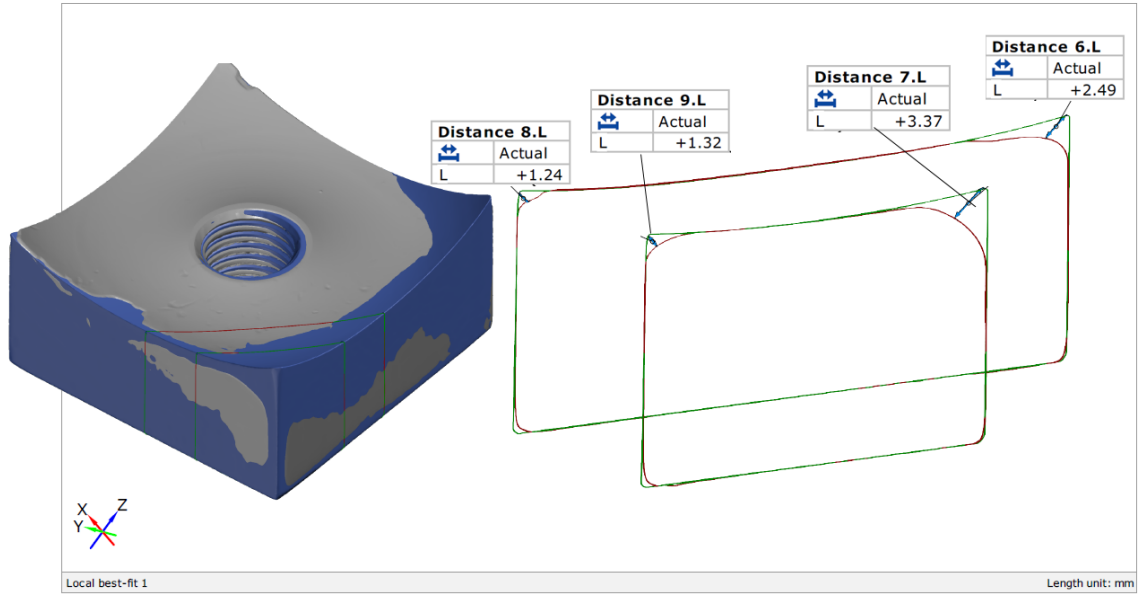 Distance 6.L
Actual
L +2.49
Distance 7.L
Actual
L +3.37
Distance 9.L
Actual
L +1.32
Distance 8.L
Actual
L +1.24
X
Z
Y
Local best-fit 1
Length unit: mm